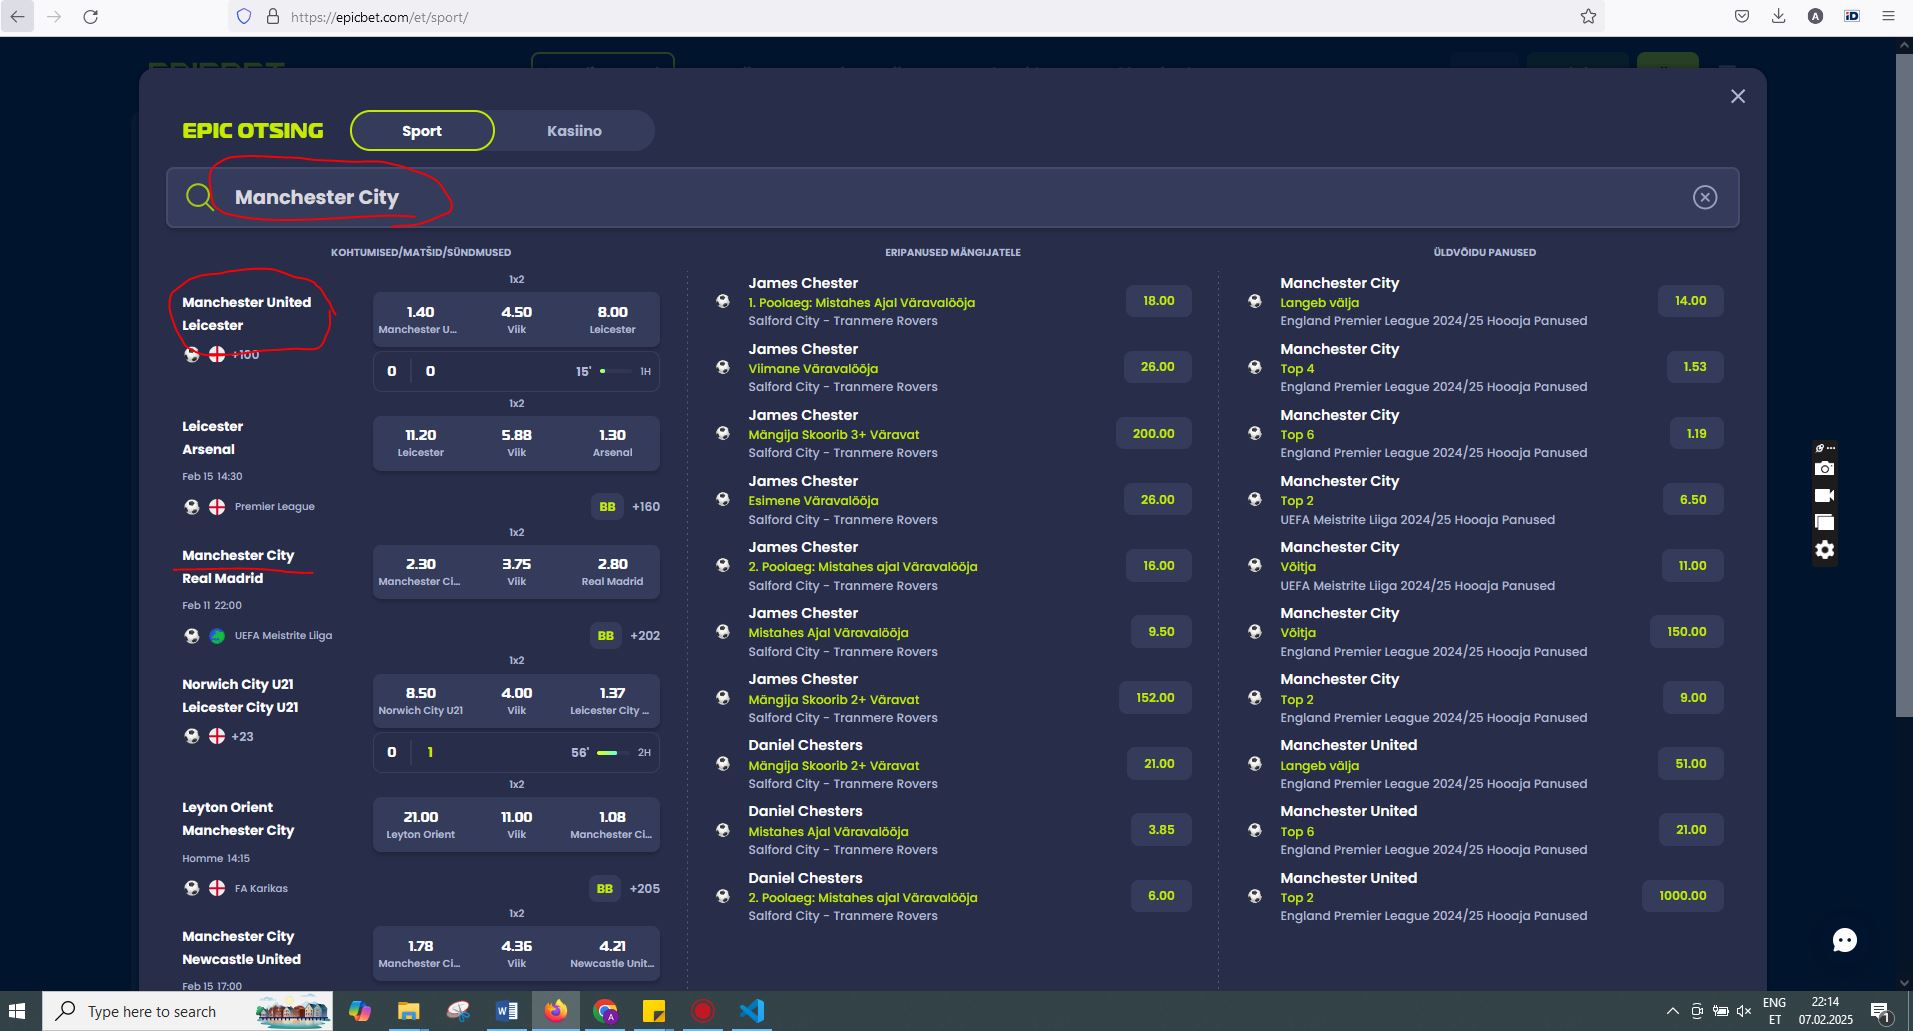 https://epicbet.com/et/sport/
EPIC OTSING
Sport
Kasiino
Manchester City
KOHTUMISED/MATŠID/SÜNDMUSED
1x2
Manchester United
Leicester
+100
1.40
4.50
8.00
Manchester U...
Viik
Leicester
0
0
15'
1H
1x2
Leicester
Arsenal
Feb 15 14:30
Premier League
11.20
5.88
1.30
Leicester
Viik
Arsenal
BB
+160
1x2
Manchester City
Real Madrid
Feb 11 22:00
UEFA Meistrite Liiga
2.30
3.75
2.80
Manchester Ci...
Viik
Real Madrid
BB
+202
1x2
Norwich City U21
Leicester City U21
+23
8.50
4.00
1.37
Norwich City U21
Viik
Leicester City ...
0
1
56'
2H
1x2
Leyton Orient
Manchester City
Homme 14:15
FA Karikas
21.00
11.00
1.08
Leyton Orient
Viik
Manchester Ci...
BB
+205
1x2
Manchester City
Newcastle United
Feb 15 17:00
1.78
4.36
4.21
Manchester Ci...
Viik
Newcastle Unit...
ERIPANUSED MÄNGIJATELE
James Chester
1. Poolaeg: Mistahes Ajal Väravalööja
Salford City - Tranmere Rovers
18.00
James Chester
Viimane Väravalööja
Salford City - Tranmere Rovers
26.00
James Chester
Mängija Skoorib 3+ Väravat
Salford City - Tranmere Rovers
200.00
James Chester
Esimene Väravalööja
Salford City - Tranmere Rovers
26.00
James Chester
2. Poolaeg: Mistahes ajal Väravalööja
Salford City - Tranmere Rovers
16.00
James Chester
Mistahes Ajal Väravalööja
Salford City - Tranmere Rovers
9.50
James Chester
Mängija Skoorib 2+ Väravat
Salford City - Tranmere Rovers
152.00
Daniel Chesters
Mängija Skoorib 2+ Väravat
Salford City - Tranmere Rovers
21.00
Daniel Chesters
Mistahes Ajal Väravalööja
Salford City - Tranmere Rovers
3.85
Daniel Chesters
2. Poolaeg: Mistahes ajal Väravalööja
Salford City - Tranmere Rovers
6.00
ÜLDVÕIDU PANUSED
Manchester City
Langeb välja
England Premier League 2024/25 Hooaja Panused
14.00
Manchester City
Top 4
England Premier League 2024/25 Hooaja Panused
1.53
Manchester City
Top 6
England Premier League 2024/25 Hooaja Panused
1.19
Manchester City
Top 2
UEFA Meistrite Liiga 2024/25 Hooaja Panused
6.50
Manchester City
Võitja
UEFA Meistrite Liiga 2024/25 Hooaja Panused
11.00
Manchester City
Võitja
England Premier League 2024/25 Hooaja Panused
150.00
Manchester City
Top 2
England Premier League 2024/25 Hooaja Panused
9.00
Manchester United
Langeb välja
England Premier League 2024/25 Hooaja Panused
51.00
Manchester United
Top 6
England Premier League 2024/25 Hooaja Panused
21.00
Manchester United
Top 2
England Premier League 2024/25 Hooaja Panused
1000.00
Type here to search
ENG
ET
22:14
07.02.2025
1